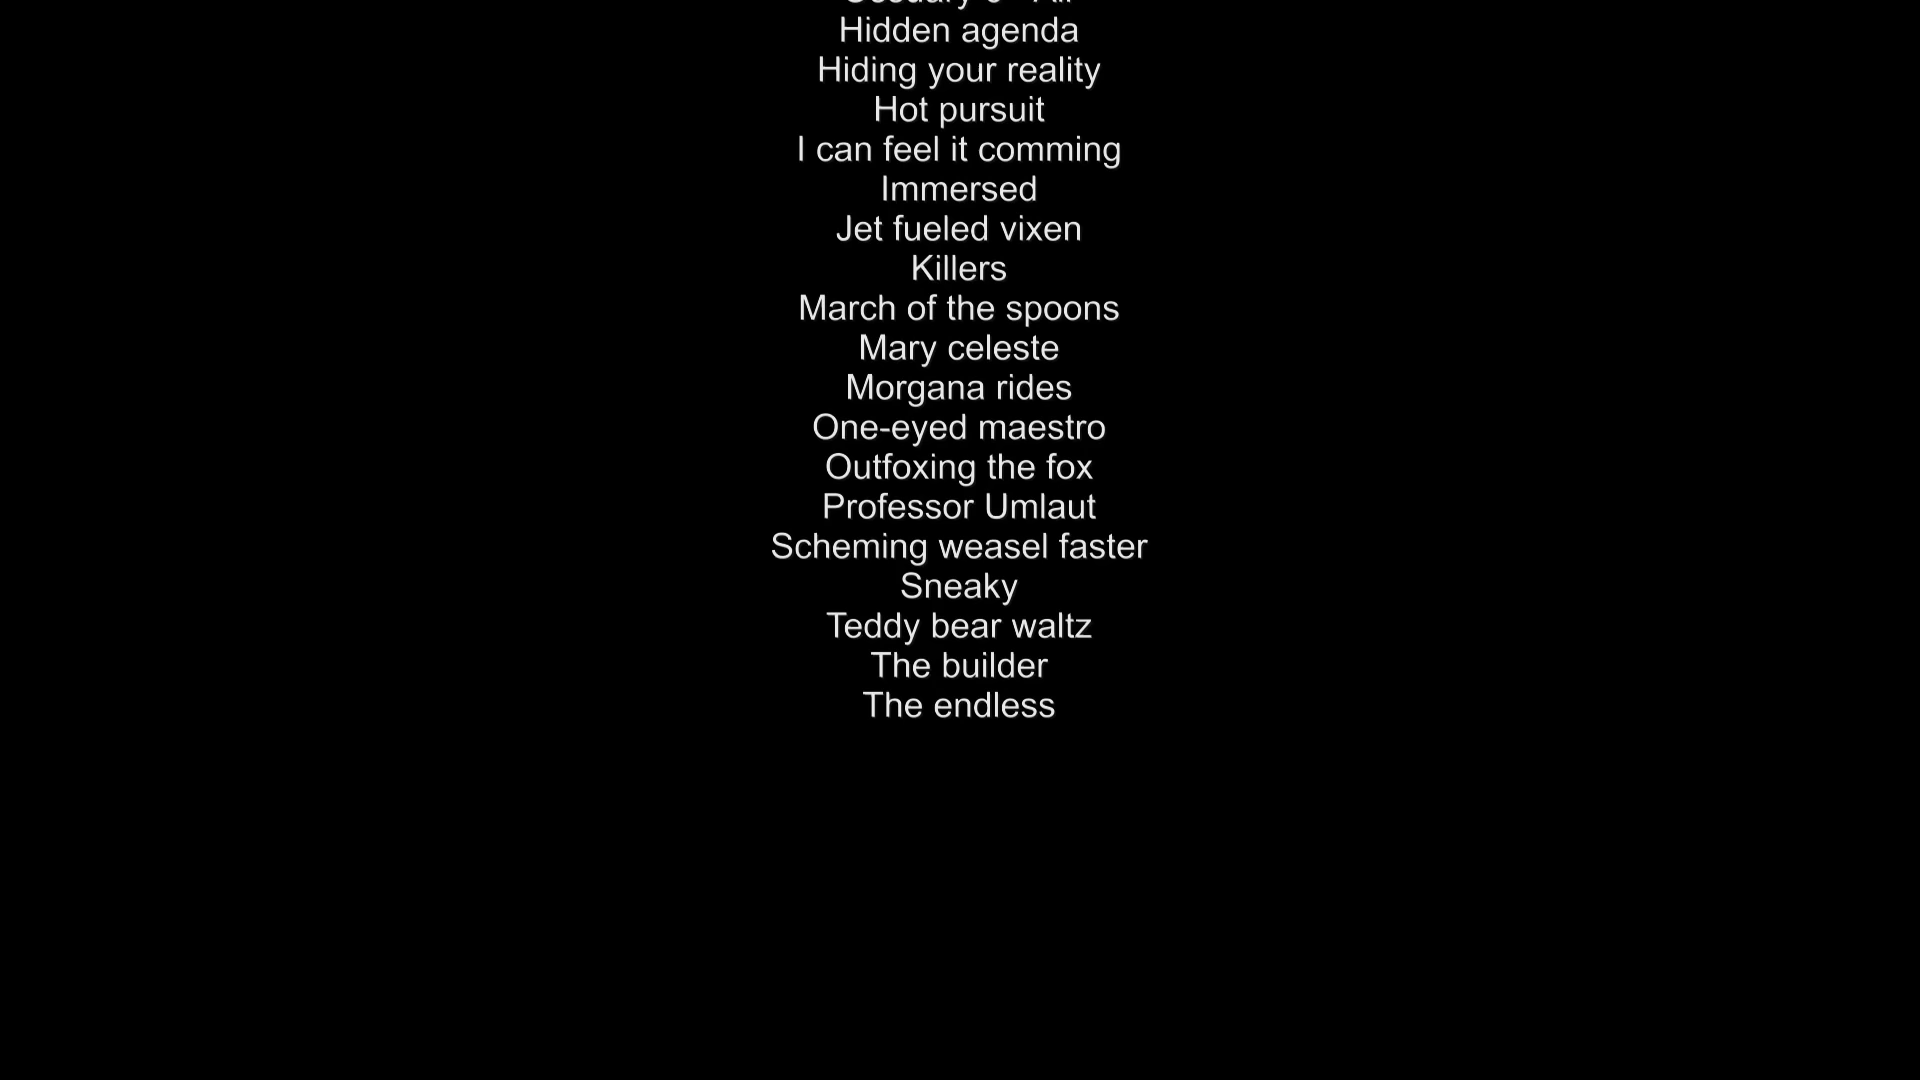 Hidden agenda
Hiding your reality
Hot pursuit
I can feel it comming
Immersed
Jet fueled vixen
Killers
March of the spoons
Mary celeste
Morgana rides
One-eyed maestro
Outfoxing the fox
Professor Umlaut
Scheming weasel faster
Sneaky
Teddy bear waltz
The builder
The endless